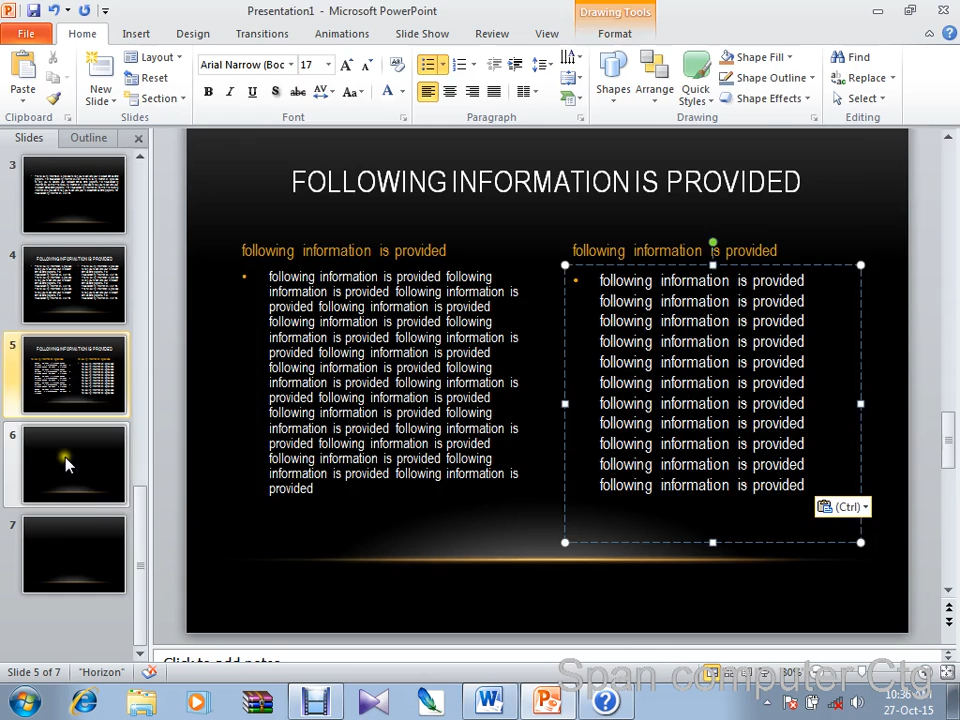 Presentation1 - Microsoft PowerPoint
Drawing Tools
File
Home
Insert
Design
Transitions
Animations
Slide Show
Review
View
Format
Paste
Clipboard
New
Slide
Layout
Reset
Section
Slides
Arial Narrow (Boc
17
Font
Paragraph
Shapes
Arrange
Quick
Styles
Shape Fill
Shape Outline
Shape Effects
Drawing
Find
Replace
Select
Editing
Slides
Outline
3
4
5
6
7
FOLLOWING INFORMATION IS PROVIDED
following information is provided
following information is provided following
information is provided following information is
provided following information is provided
following information is provided following
information is provided following information is
provided following information is provided
following information is provided following
information is provided following information is
provided following information is provided
following information is provided following
information is provided following information is
provided following information is provided
following information is provided following
information is provided following information is
provided
following information is provided
following information is provided
following information is provided
following information is provided
following information is provided
following information is provided
following information is provided
following information is provided
following information is provided
following information is provided
following information is provided
following information is provided
(Ctrl)
Click to add notes
Slide 5 of 7
"Horizon"
80%
Span computer Ctg
10:36 AM
27-Oct-15